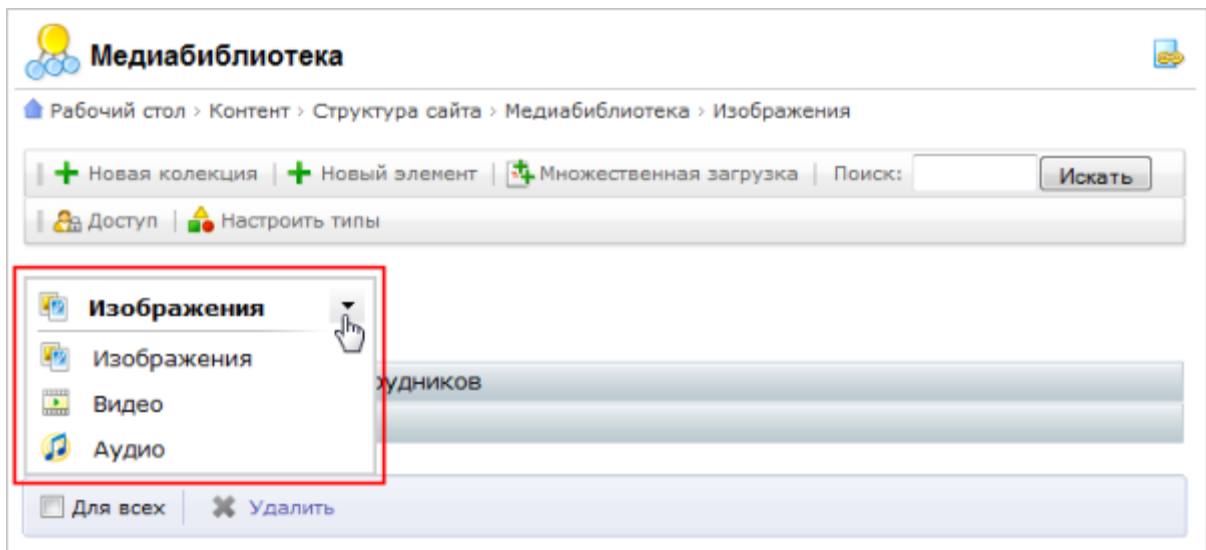 Медиабиблиотека
Рабочий стол › Контент › Структура сайта › Медиабиблиотека › Изображения
Новая колекция | Новый элемент | Множественная загрузка | Поиск: Искать
Доступ | Настроить типы
Изображения
Изображения
Видео
Аудио
Для всех Удалить